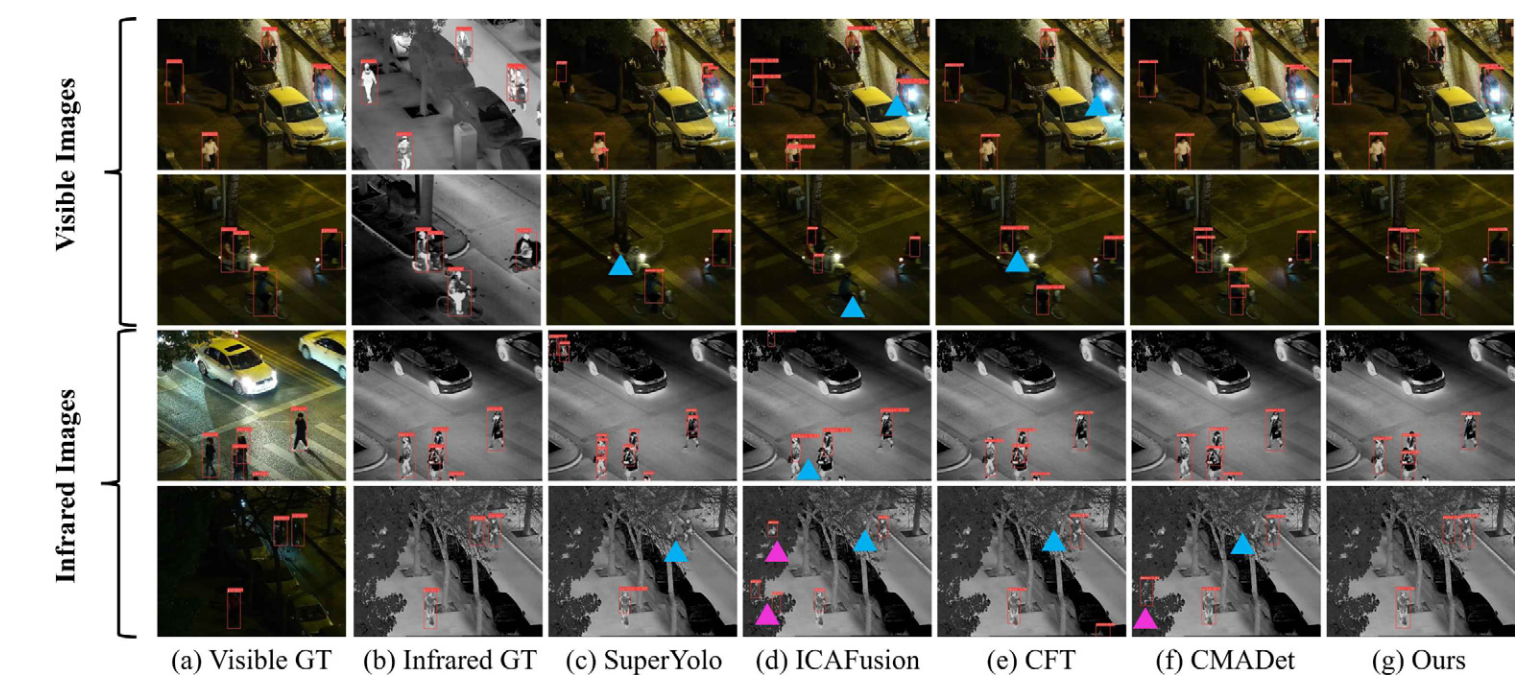 Visible Images
Infrared Images
(a) Visible GT
(b) Infrared GT
(c) SuperYolo
(d) ICAFusion
(e) CFT
(f) CMADet
(g) Ours